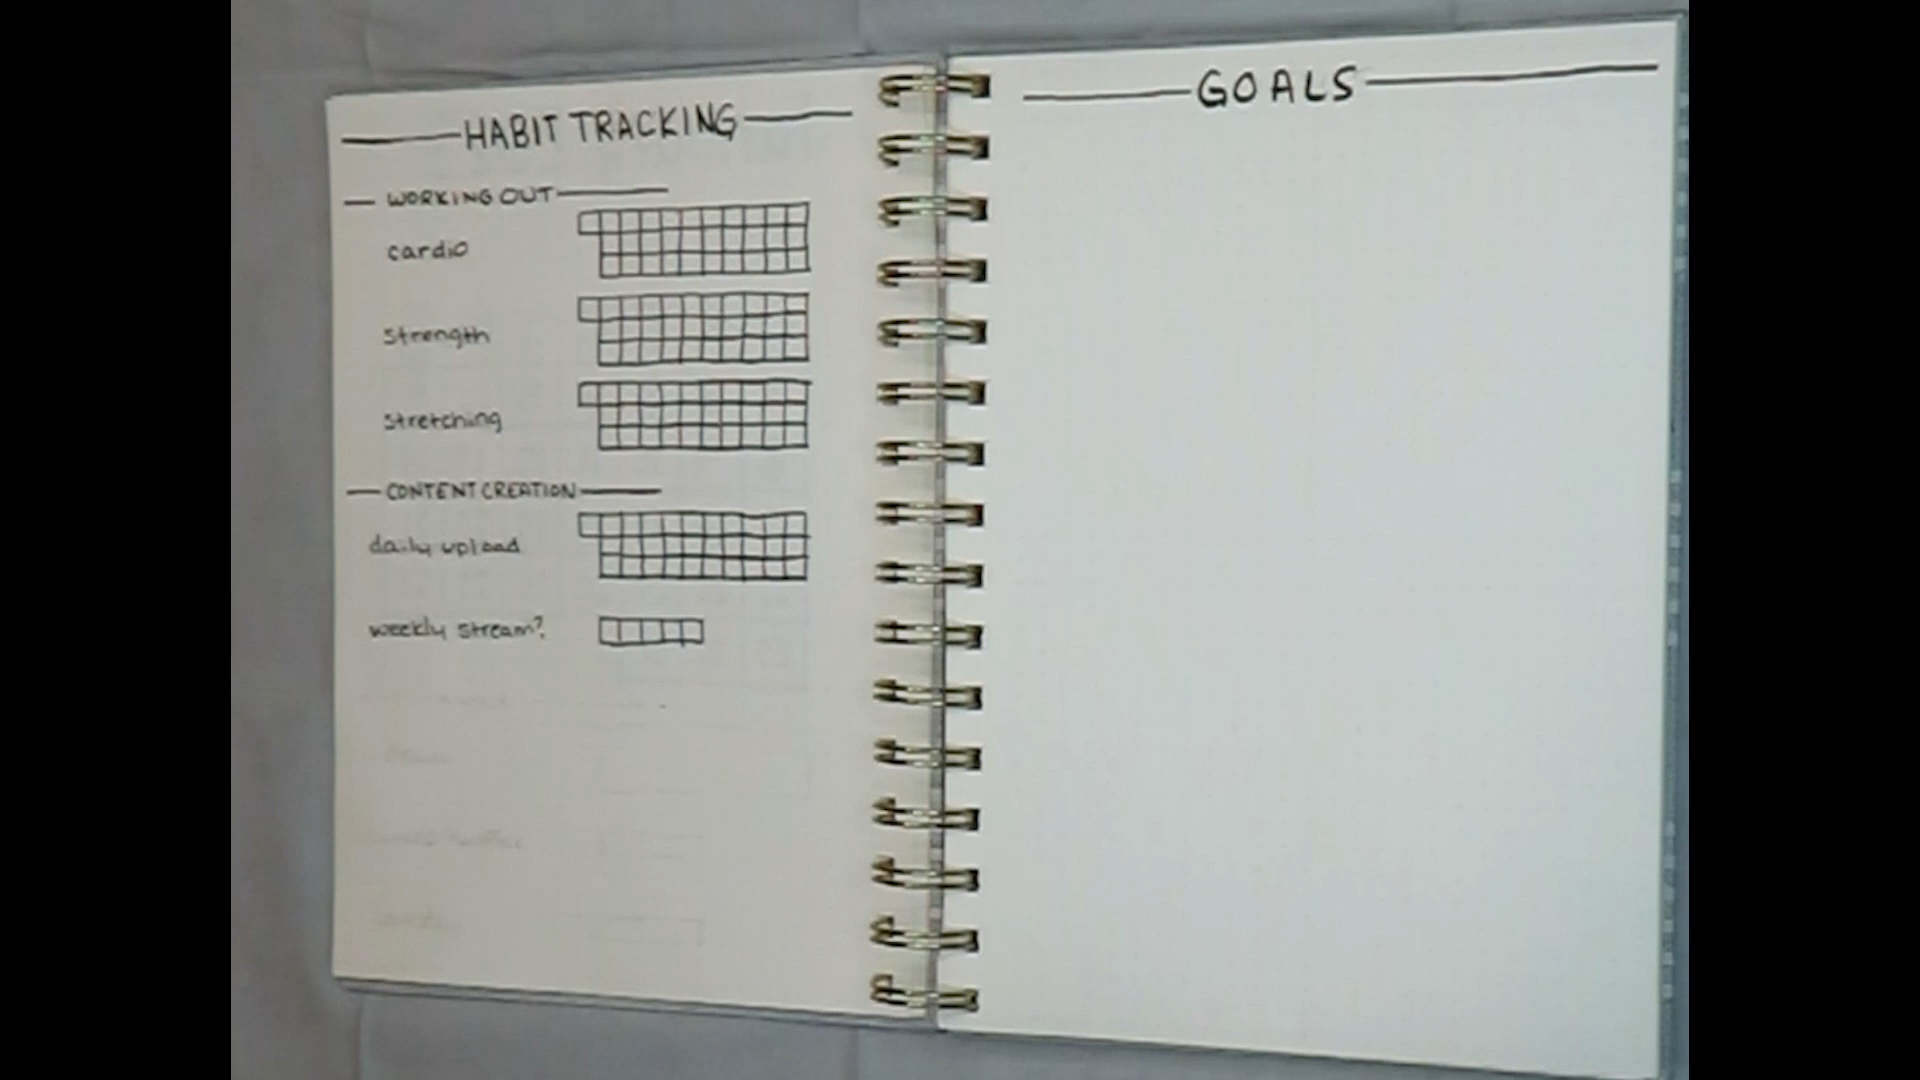 HABIT TRACKING
WORKING OUT
cardio
strength
stretching
CONTENT CREATION
daily upload
weekly stream?
GOALS